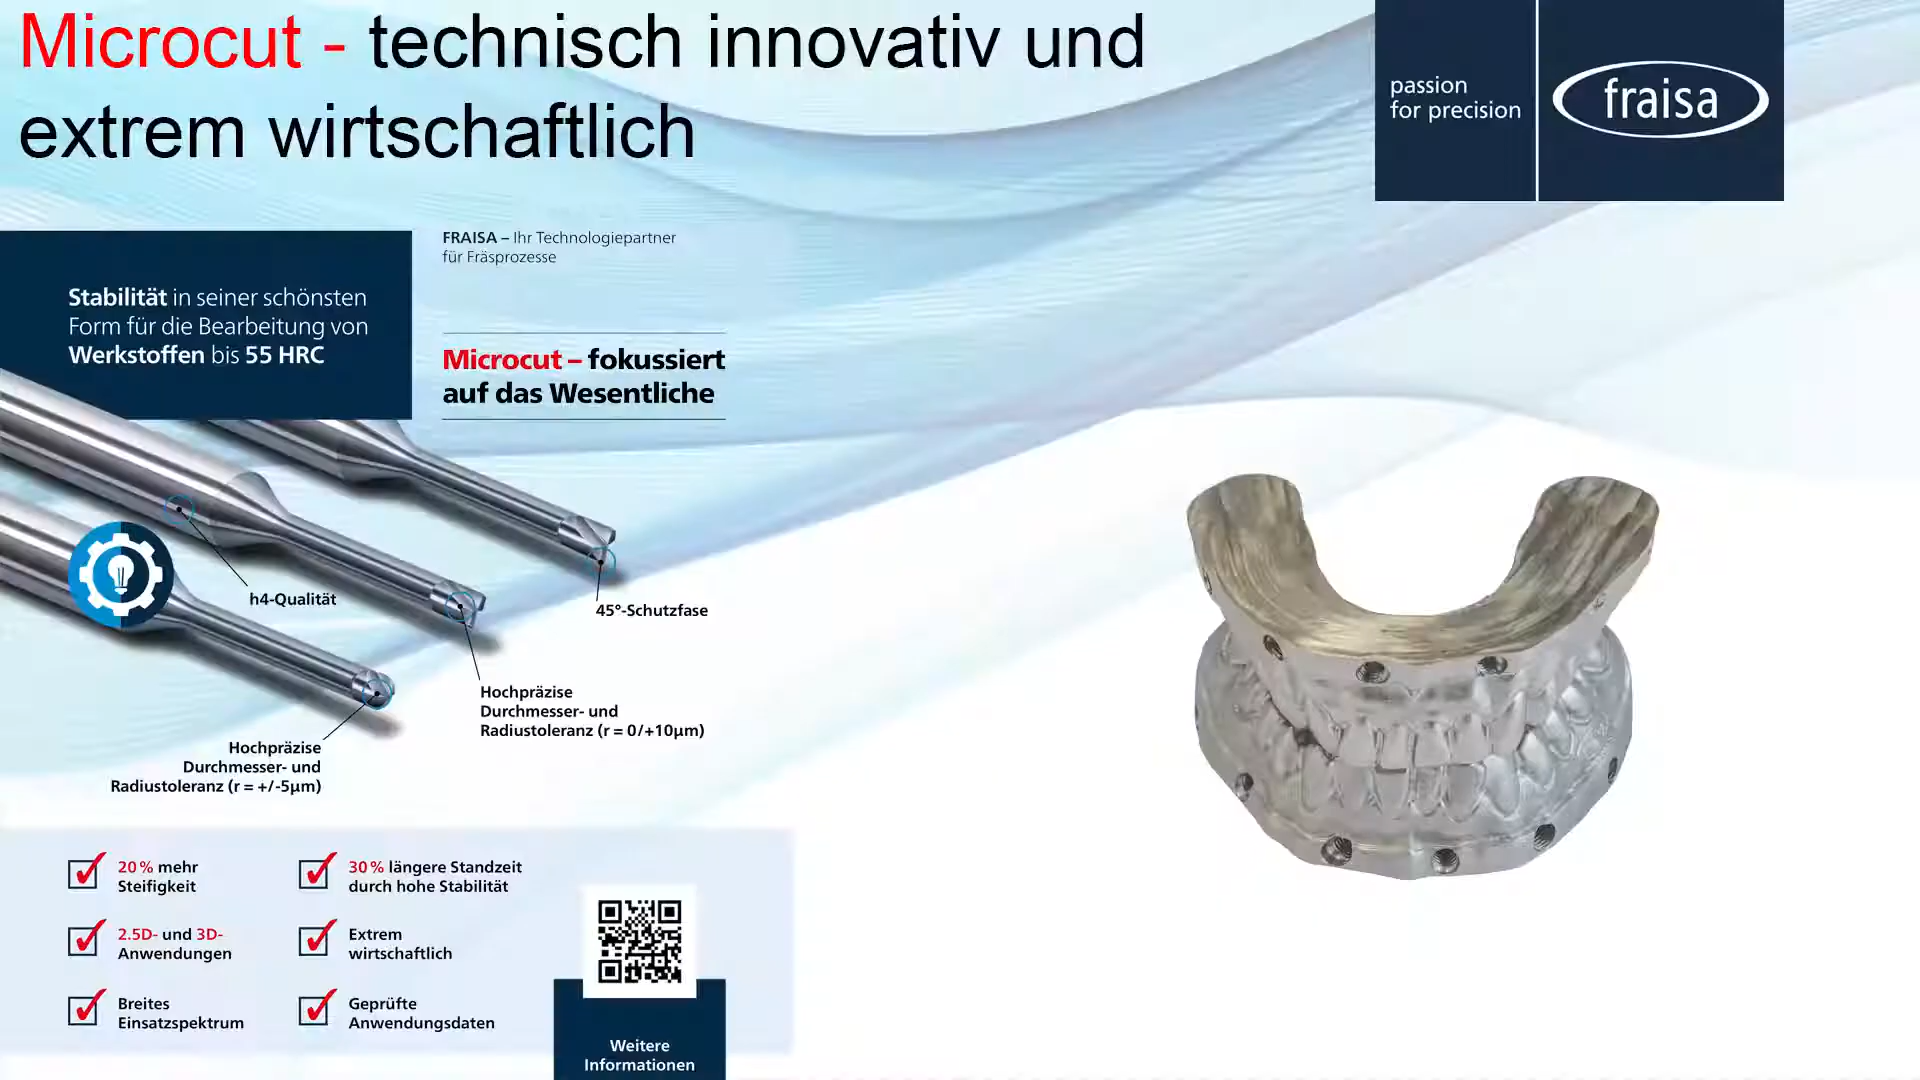 Microcut - technisch innovativ und
extrem wirtschaftlich
passion
for precision
fraisa
Stabilität in seiner schönsten
Form für die Bearbeitung von
Werkstoffen bis 55 HRC
FRAISA – Ihr Technologiepartner
für Fräsprozesse
Microcut – fokussiert
auf das Wesentliche
h4-Qualität
45°-Schutzfase
Hochpräzise
Durchmesser- und
Radiustoleranz (r = 0/+10µm)
Hochpräzise
Durchmesser- und
Radiustoleranz (r = +/-5µm)
20 % mehr
Steifigkeit
30 % längere Standzeit
durch hohe Stabilität
2.5D- und 3D-
Anwendungen
Extrem
wirtschaftlich
Breites
Einsatzspektrum
Geprüfte
Anwendungsdaten
Weitere
Informationen